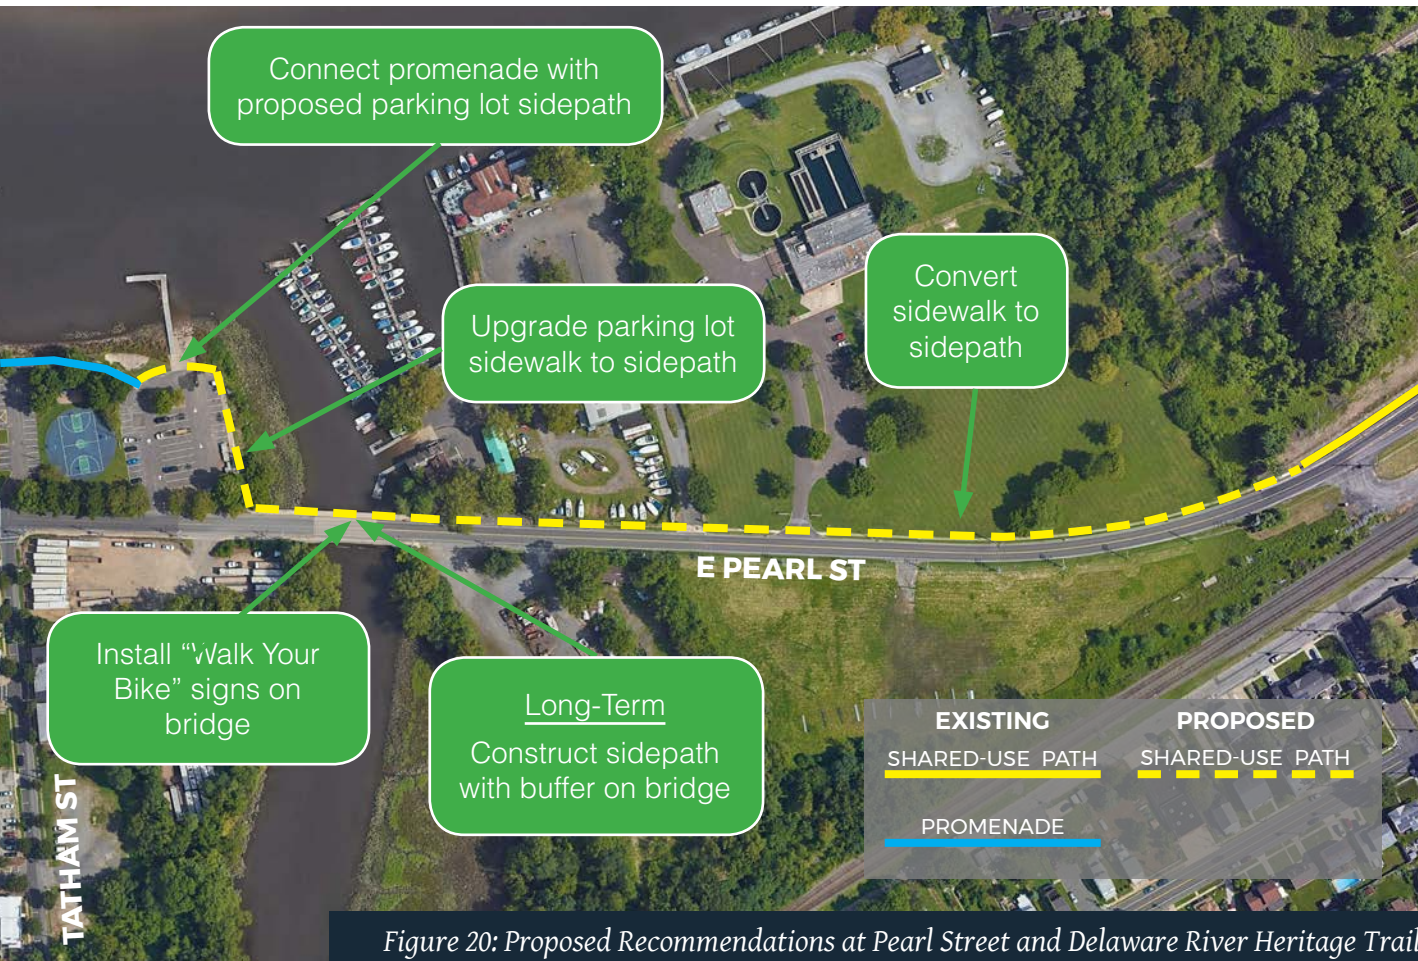 Connect promenade with
proposed parking lot sidepath
Upgrade parking lot
sidewalk to sidepath
Convert
sidewalk to
sidepath
E PEARL ST
Install “Walk Your
Bike” signs on
bridge
Long-Term
Construct sidepath
with buffer on bridge
TATHAM ST
EXISTING
SHARED-USE PATH
PROMENADE
PROPOSED
SHARED-USE PATH
Figure 20: Proposed Recommendations at Pearl Street and Delaware River Heritage Trail